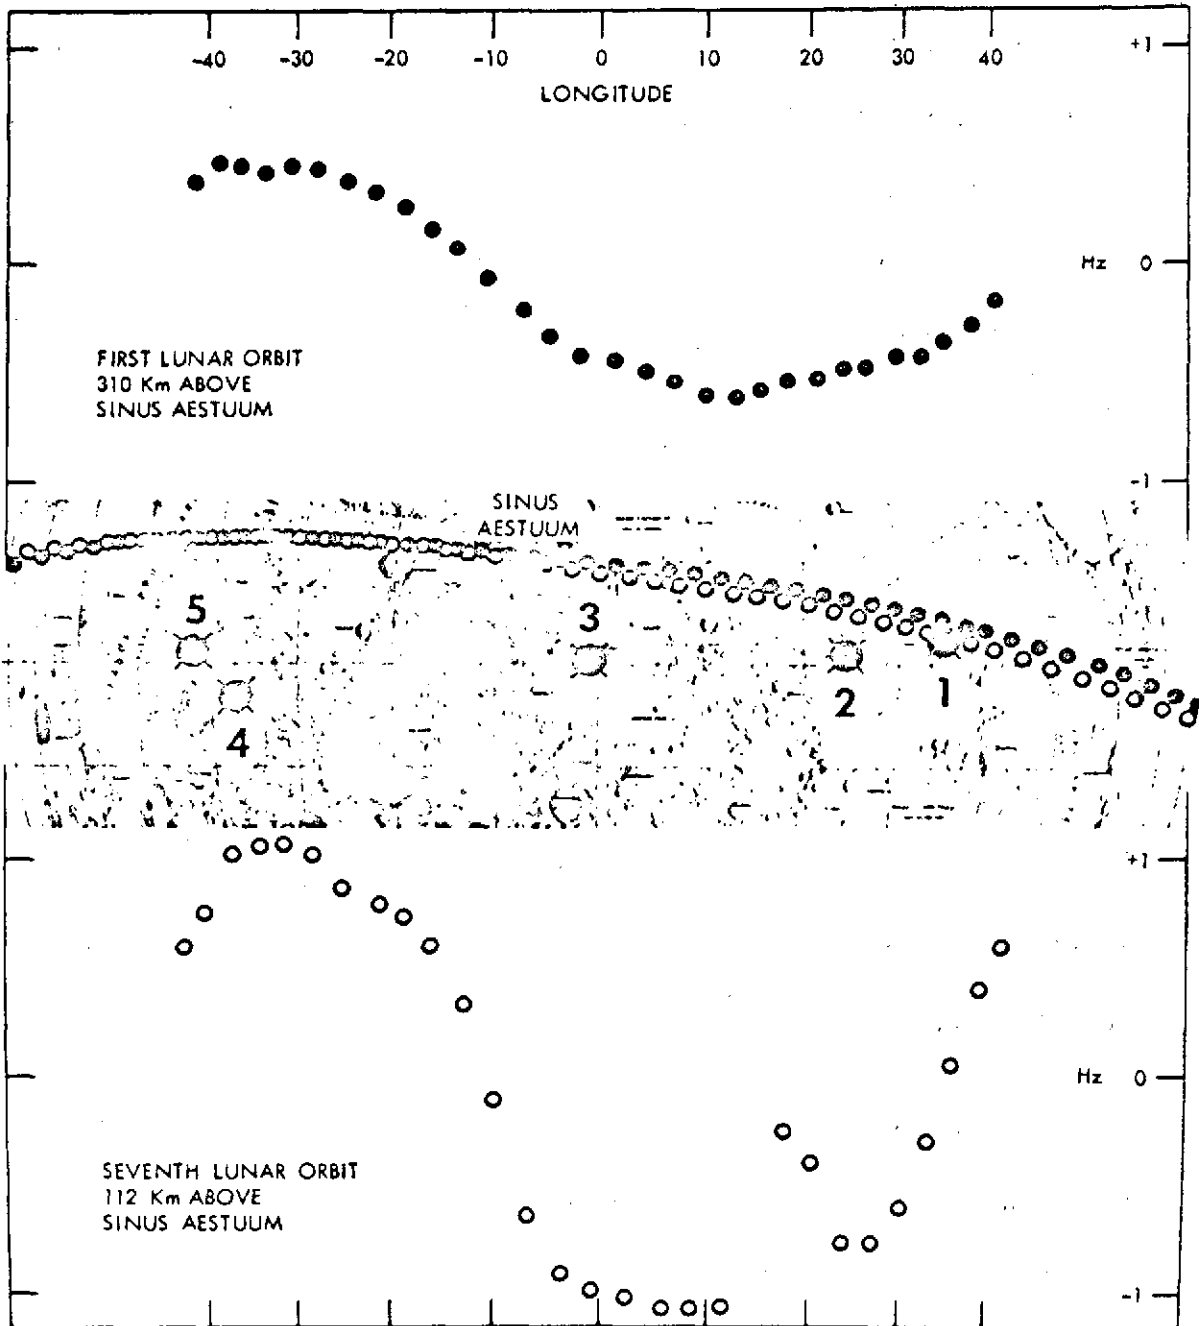 +1
-40 -30 -20 -10 0 10 20 30 40
LONGITUDE
Hz 0
FIRST LUNAR ORBIT
310 Km ABOVE
SINUS AESTUUM
-1
SINUS
AESTUUM
5
3
2
1
4
+1
Hz 0
SEVENTH LUNAR ORBIT
112 Km ABOVE
SINUS AESTUUM
-1